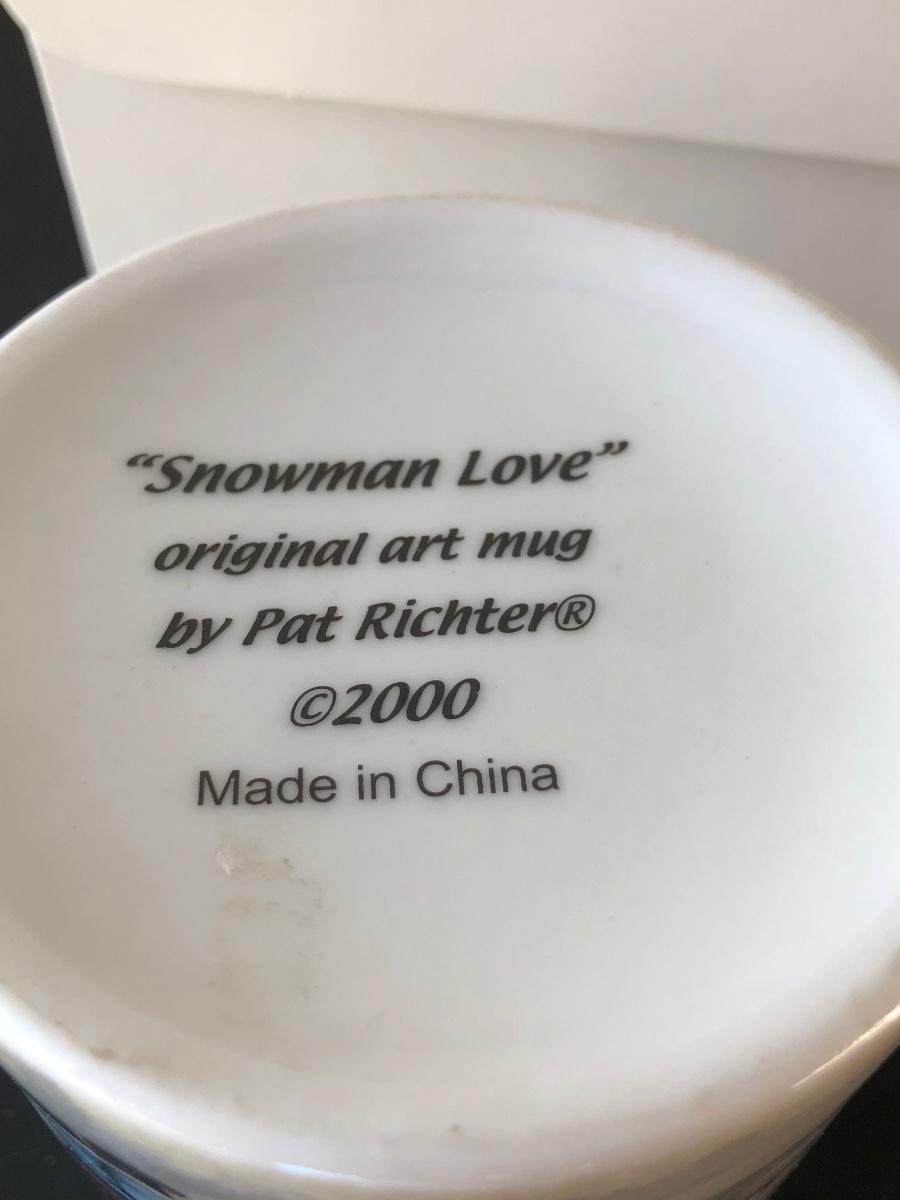 “Snowman Love”
original art mug
by Pat Richter®
©2000
Made in China